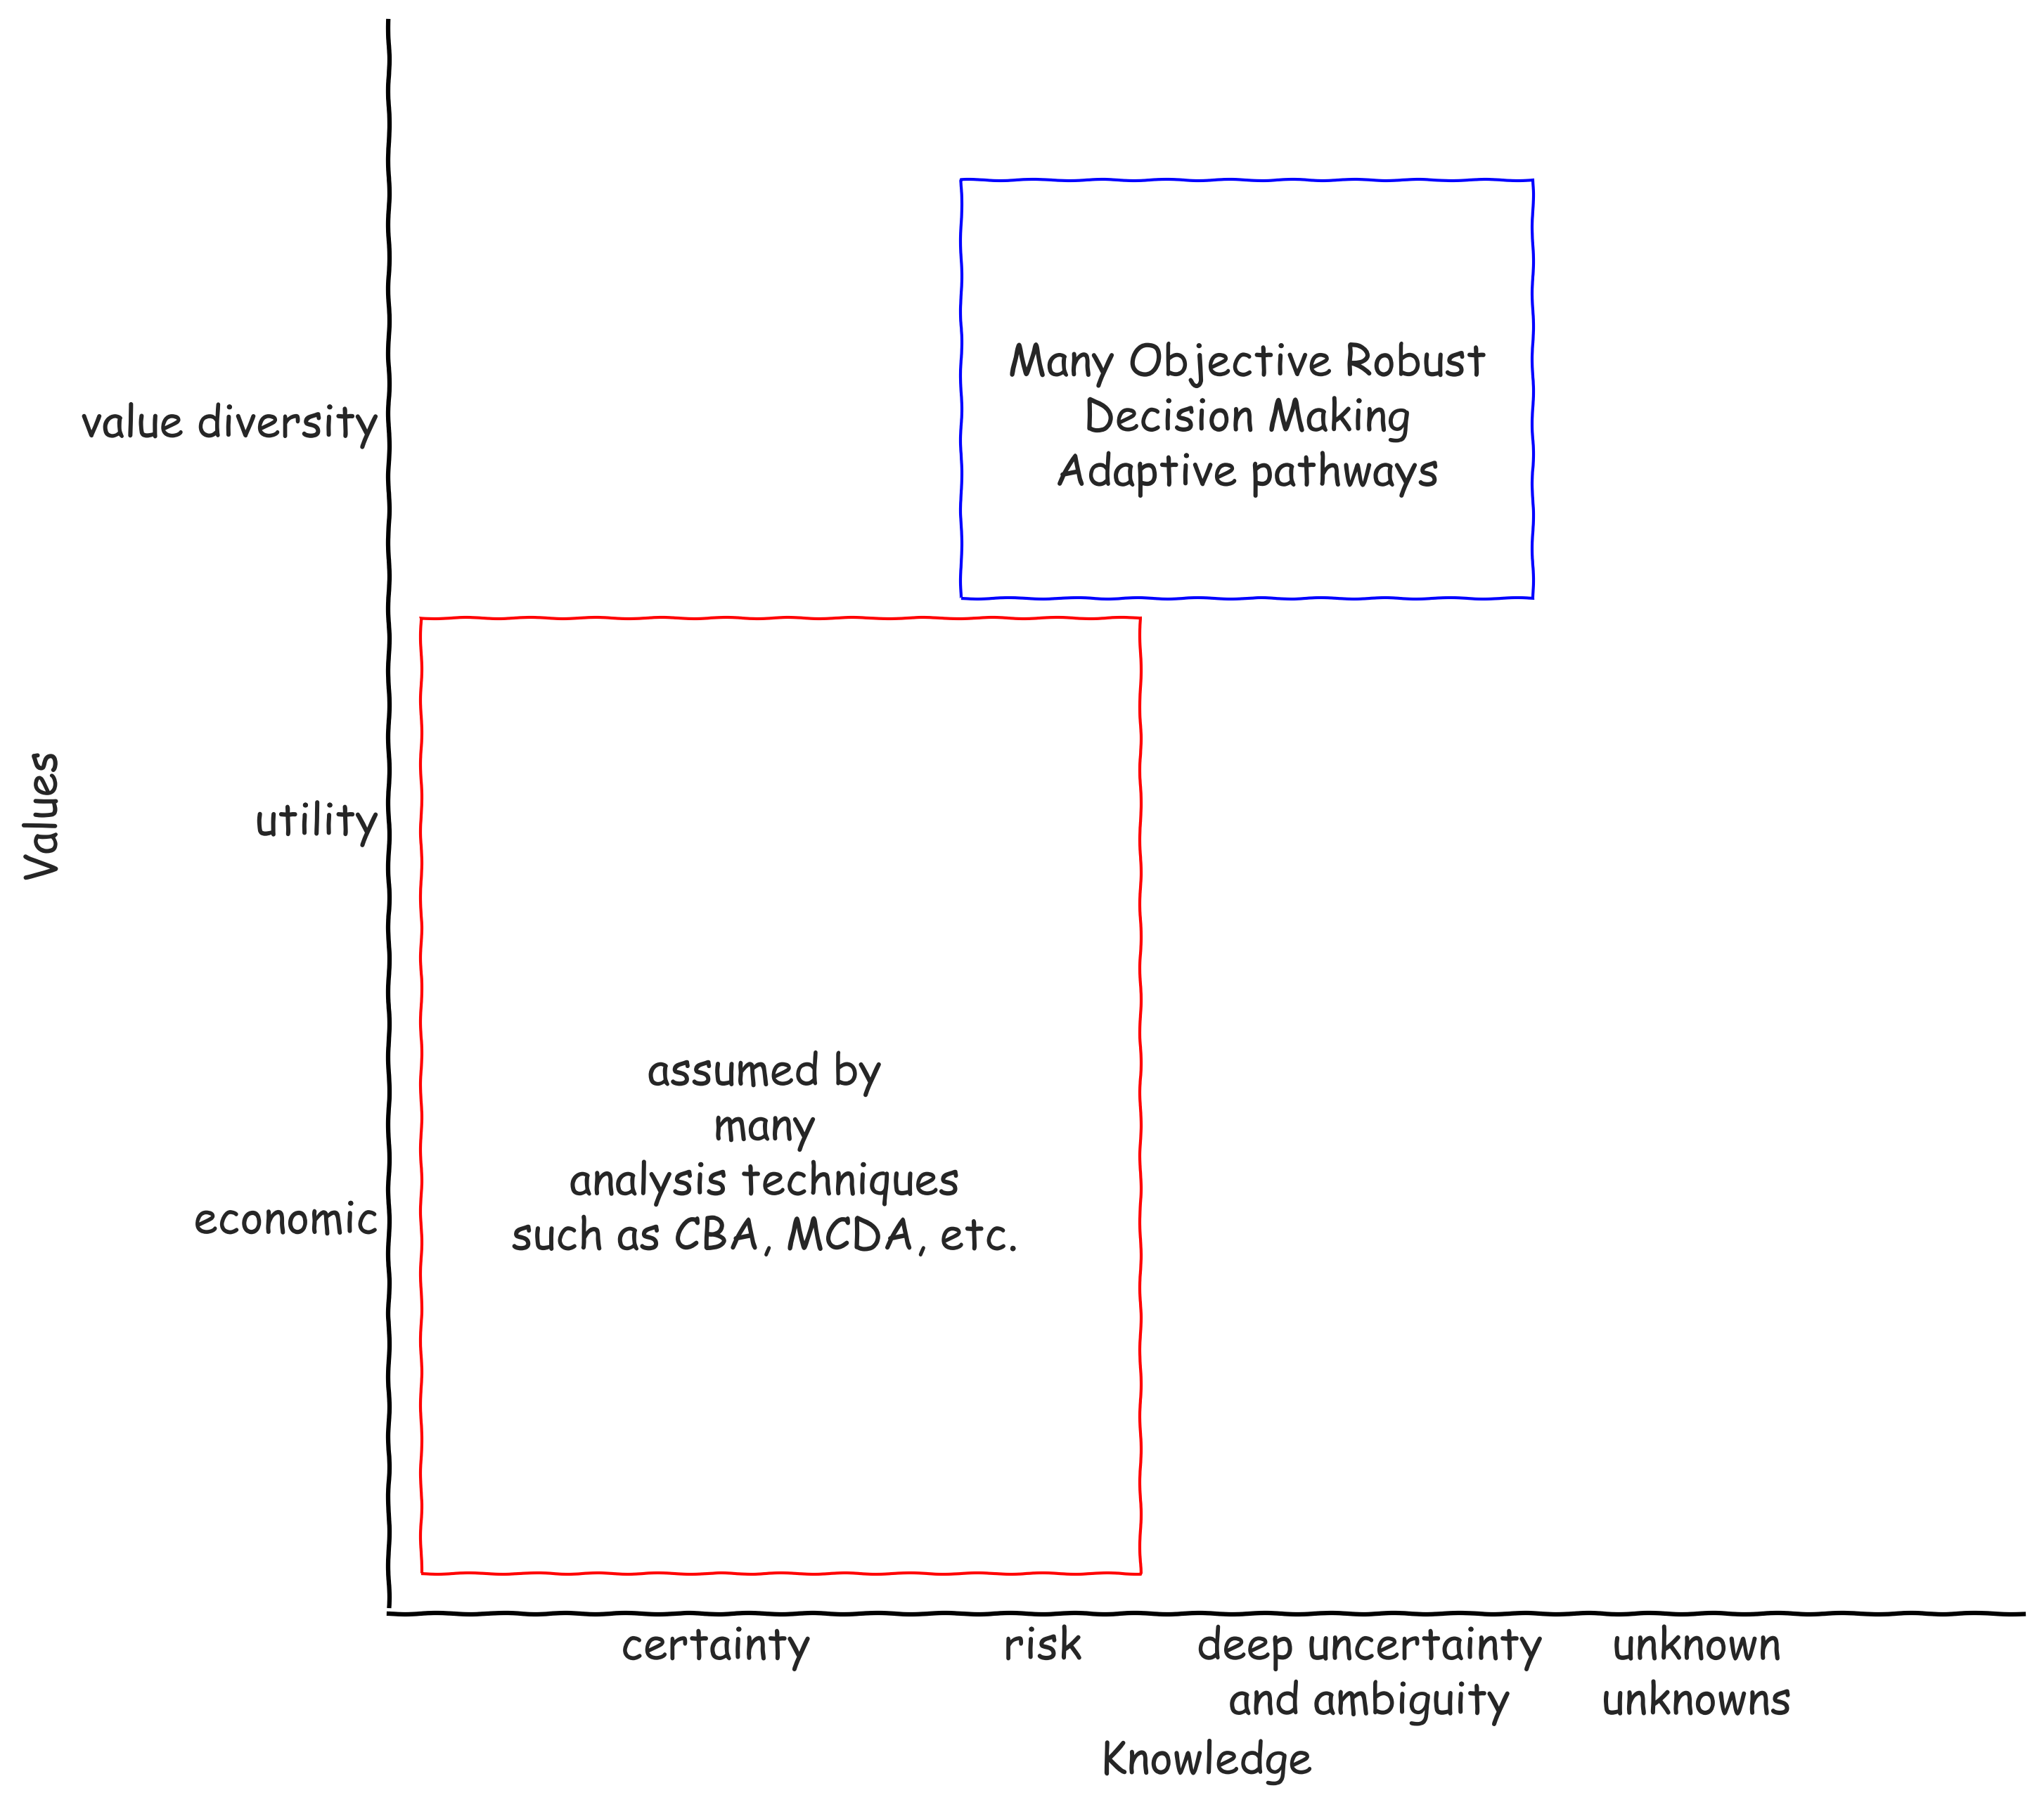 Many Objective Robust
Decision Making
Adaptive pathways
value diversity
Values
utility
assumed by
many
analysis techniques
such as CBA, MCDA, etc.
economic
certainty
risk
deep uncertainty
and ambiguity
unknown
unknowns
Knowledge